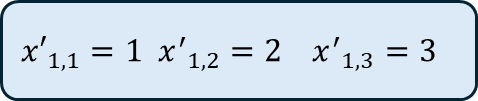 x′1,1 = 1 x′1,2 = 2 x′1,3 = 3